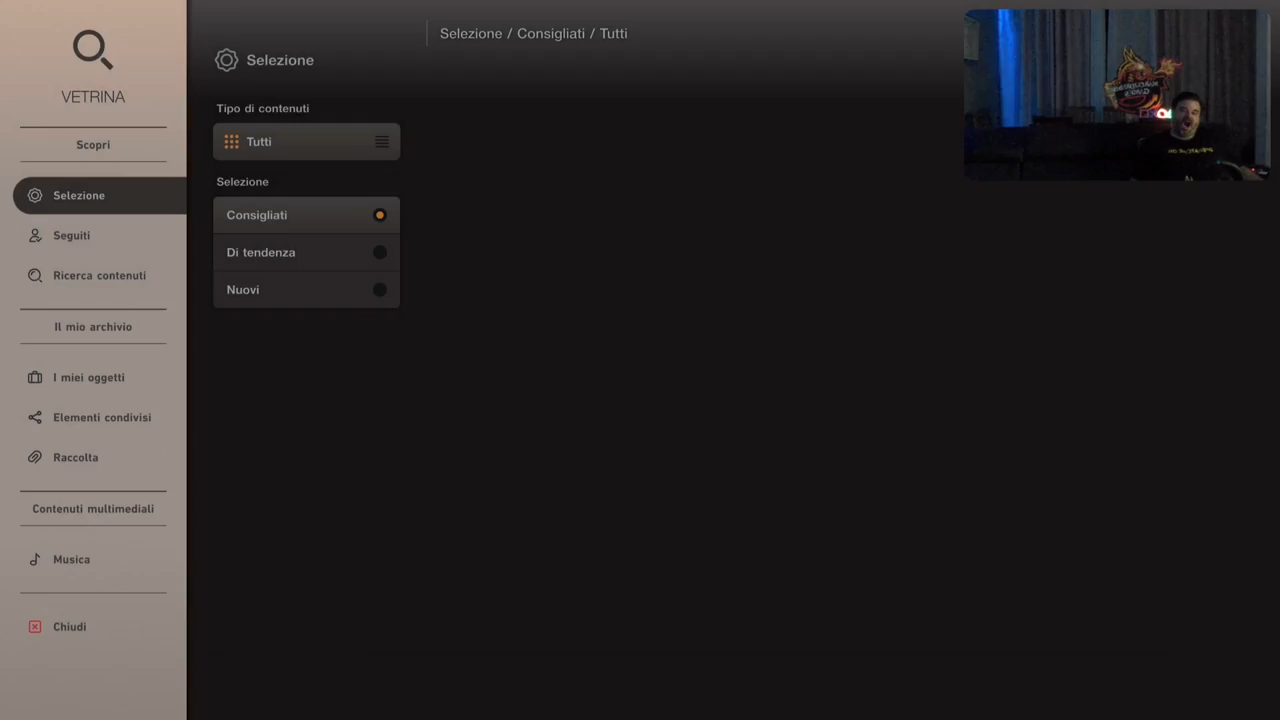 VETRINA
Scopri
Selezione
Seguiti
Ricerca contenuti
Il mio archivio
I miei oggetti
Elementi condivisi
Raccolta
Contenuti multimediali
Musica
Chiudi
Selezione / Consigliati / Tutti
Selezione
Tipo di contenuti
Tutti
Selezione
Consigliati
Di tendenza
Nuovi